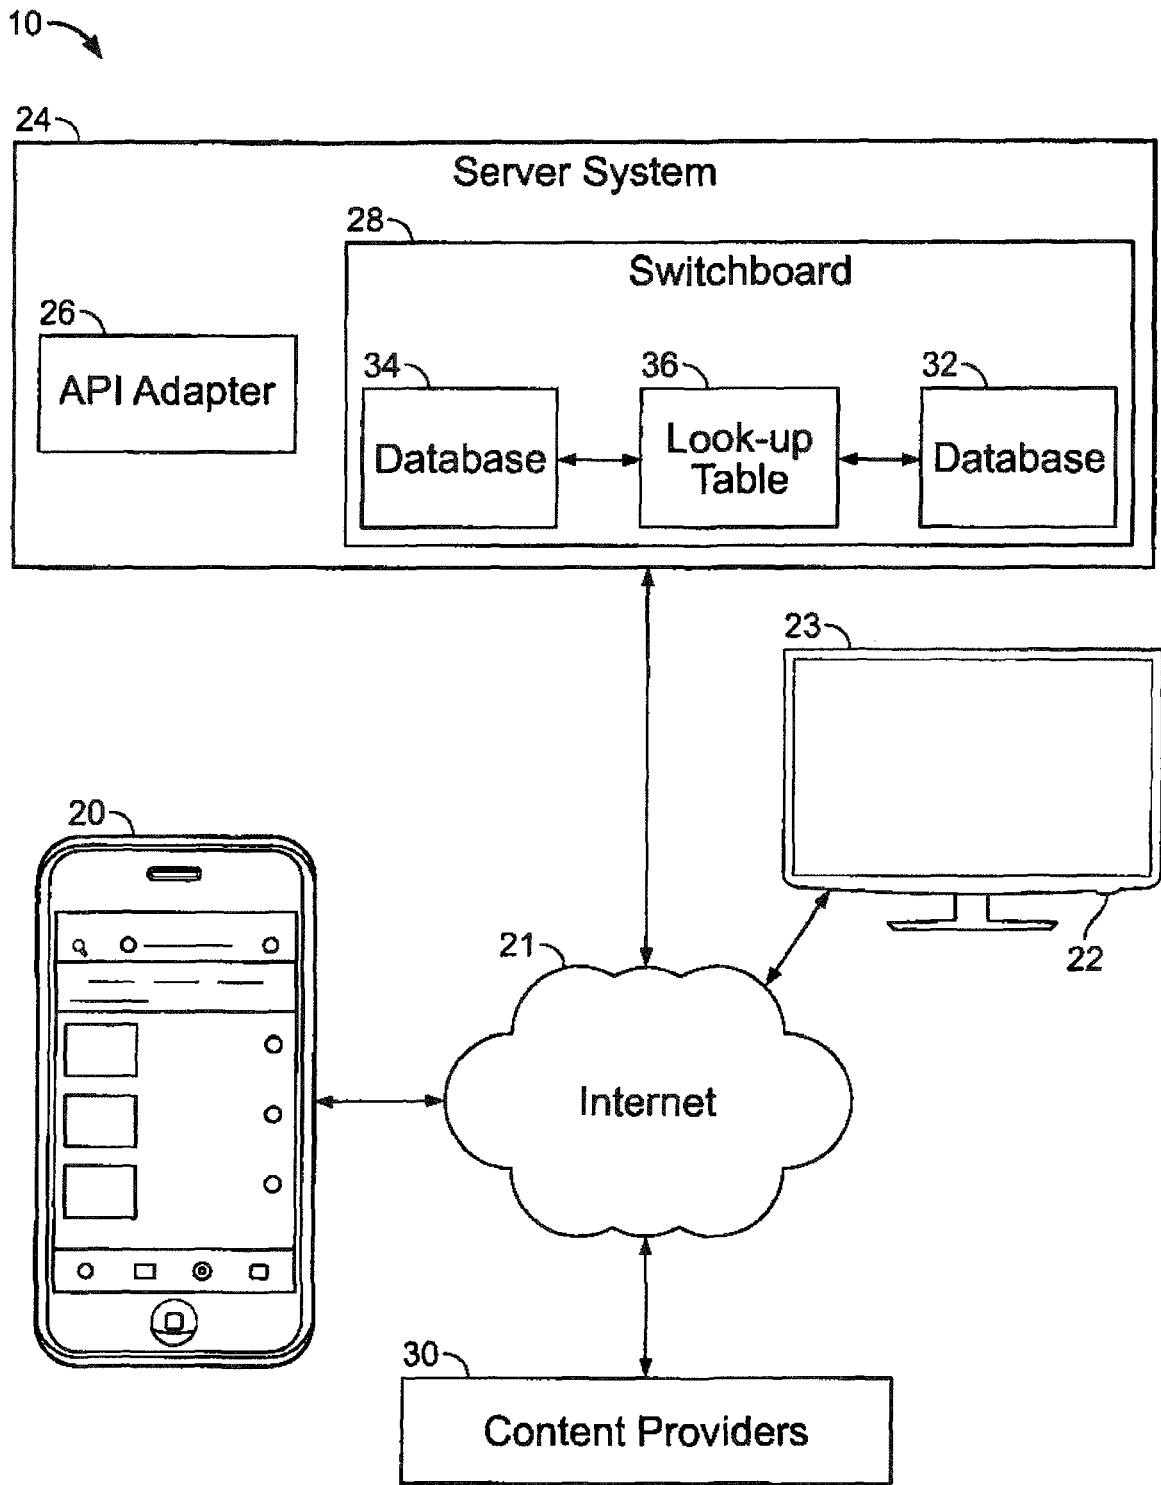 10
24
Server System
28
Switchboard
26
API Adapter
34
Database
36
Look-up
Table
32
Database
23
22
20
21
Internet
30
Content Providers